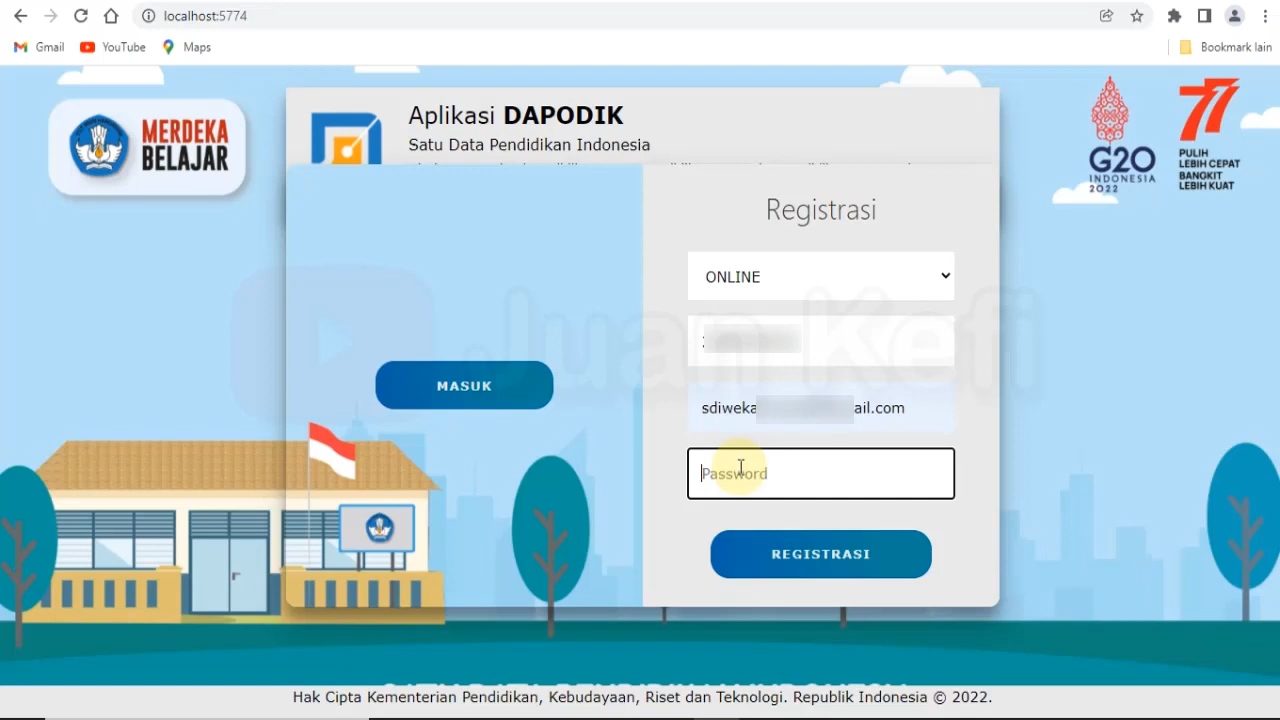 localhost:5774
Gmail
YouTube
Maps
Bookmark lain
MERDEKA
BELAJAR
Aplikasi DAPODIK
Satu Data Pendidikan Indonesia
G20
INDONESIA
2022
77
PULIH
LEBIH CEPAT
BANGKIT
LEBIH KUAT
Registrasi
ONLINE
sdiweka
ail.com
Password
MASUK
REGISTRASI
Juan Kefi
Hak Cipta Kementerian Pendidikan, Kebudayaan, Riset dan Teknologi. Republik Indonesia © 2022.